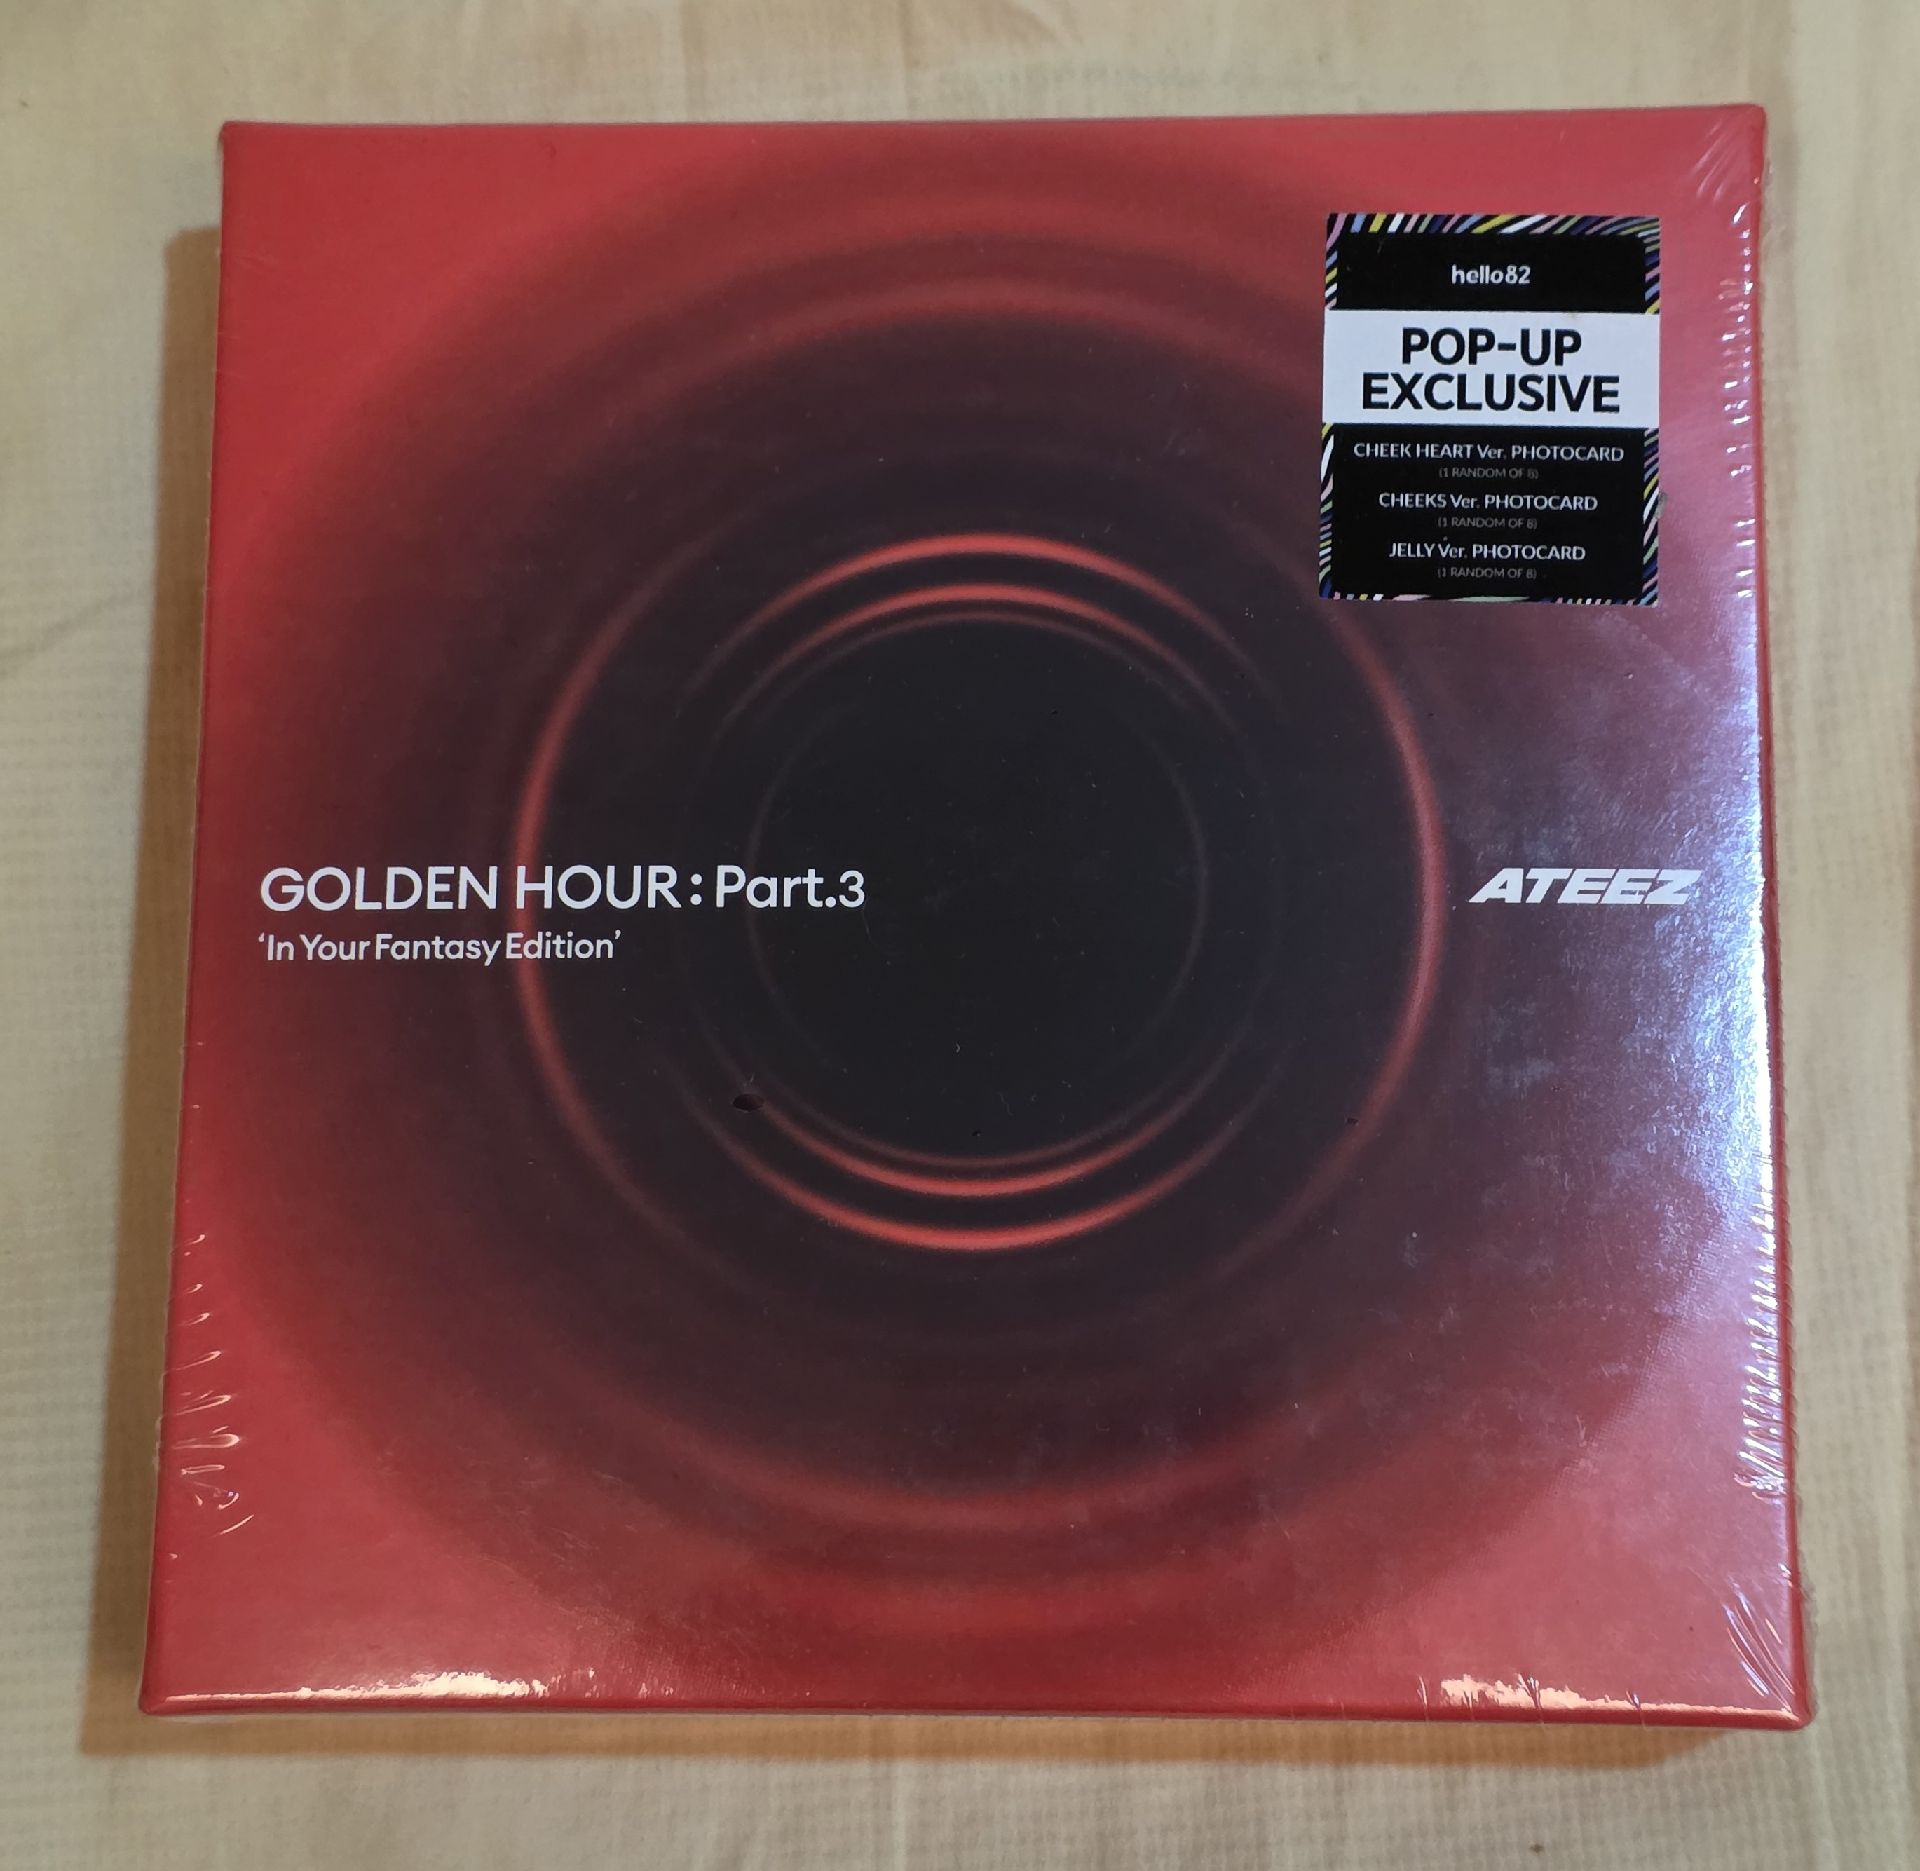 hello82
POP-UP
EXCLUSIVE
CHEEK HEART Ver. PHOTOCARD
(1 RANDOM OF 8)
CHEEKS Ver. PHOTOCARD
(1 RANDOM OF 8)
JELLY Ver. PHOTOCARD
(1 RANDOM OF 8)
GOLDEN HOUR : Part.3
‘In Your Fantasy Edition’
ATEEZ